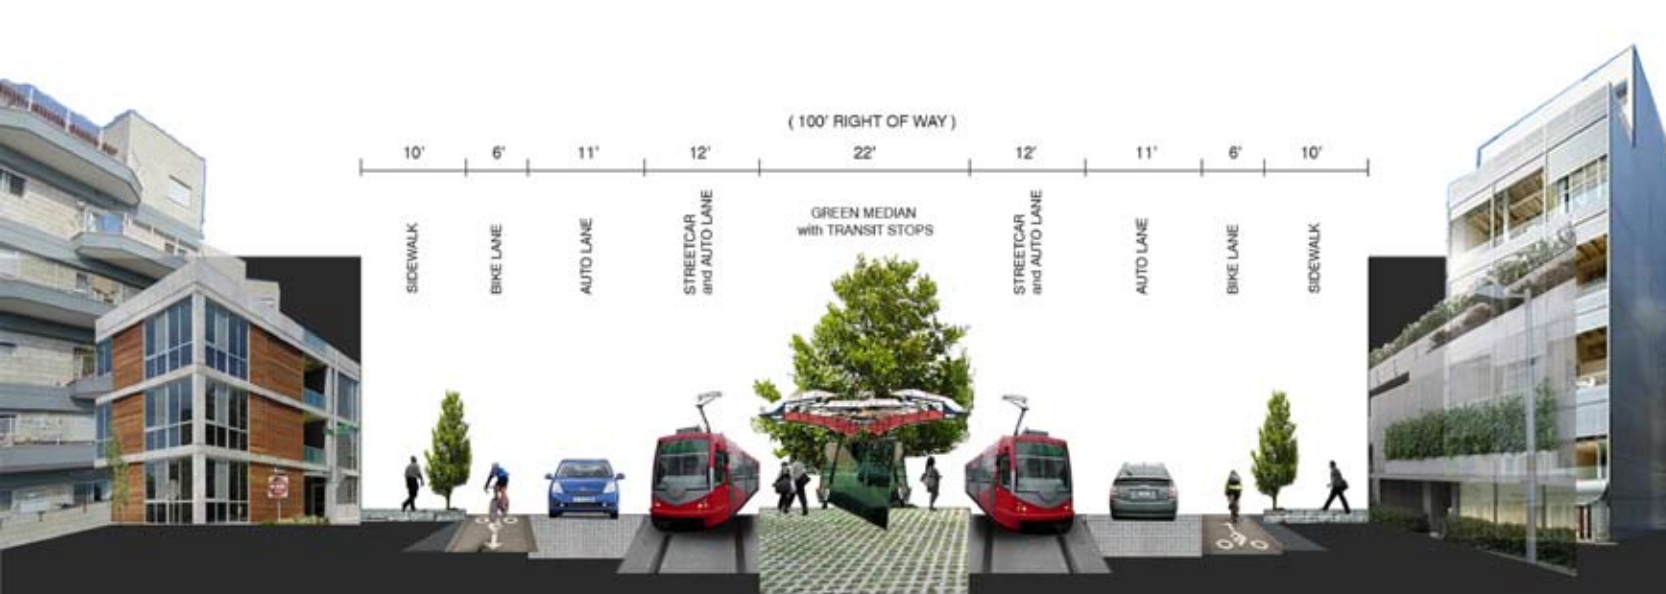 ( 100' RIGHT OF WAY )
10' 6' 11' 12' 22' 12' 11' 6' 10'
SIDEWALK
BIKE LANE
AUTO LANE
STREETCAR
and AUTO LANE
GREEN MEDIAN
with TRANSIT STOPS
STREETCAR
and AUTO LANE
AUTO LANE
BIKE LANE
SIDEWALK